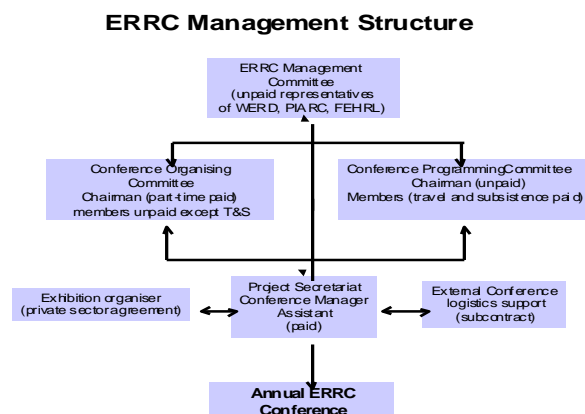 ERRC Management Structure
ERRC Management
Committee
(unpaid representatives
of WERD, PIARC, FEHRL)
Conference Organising
Committee
Chairman (part-time paid)
members unpaid except T&S
Conference ProgrammingCommittee
Chairman (unpaid)
Members (travel and subsistence paid)
Exhibition organiser
(private sector agreement)
Project Secretariat
Conference Manager
Assistant
(paid)
External Conference
logistics support
(subcontract)
Annual ERRC
Conference